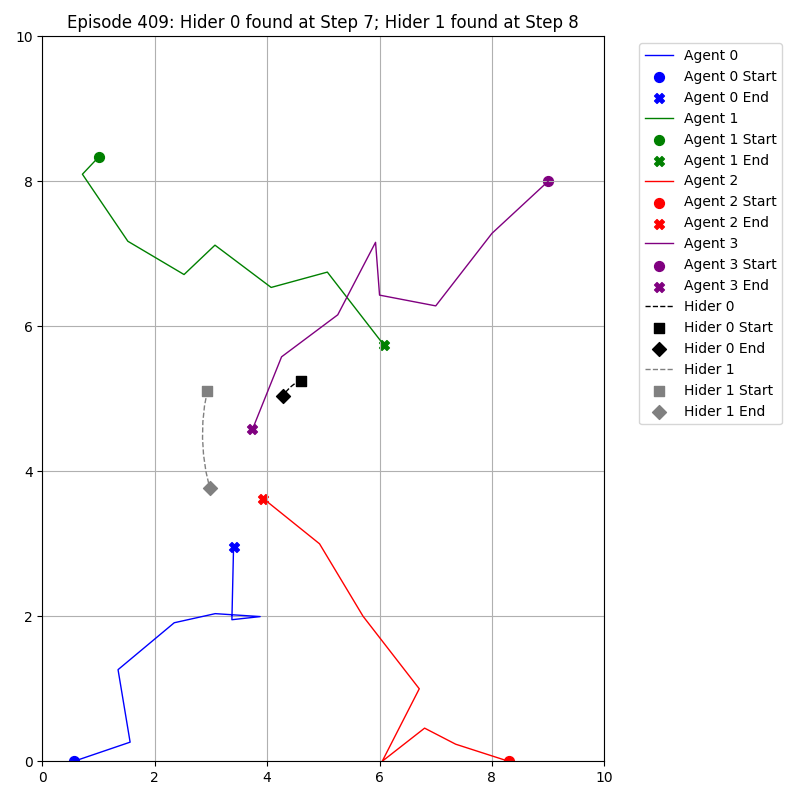 Episode 409: Hider 0 found at Step 7; Hider 1 found at Step 8
10
8
6
4
2
0
0
2
4
6
8
10
Agent 0
Agent 0 Start
Agent 0 End
Agent 1
Agent 1 Start
Agent 1 End
Agent 2
Agent 2 Start
Agent 2 End
Agent 3
Agent 3 Start
Agent 3 End
Hider 0
Hider 0 Start
Hider 0 End
Hider 1
Hider 1 Start
Hider 1 End